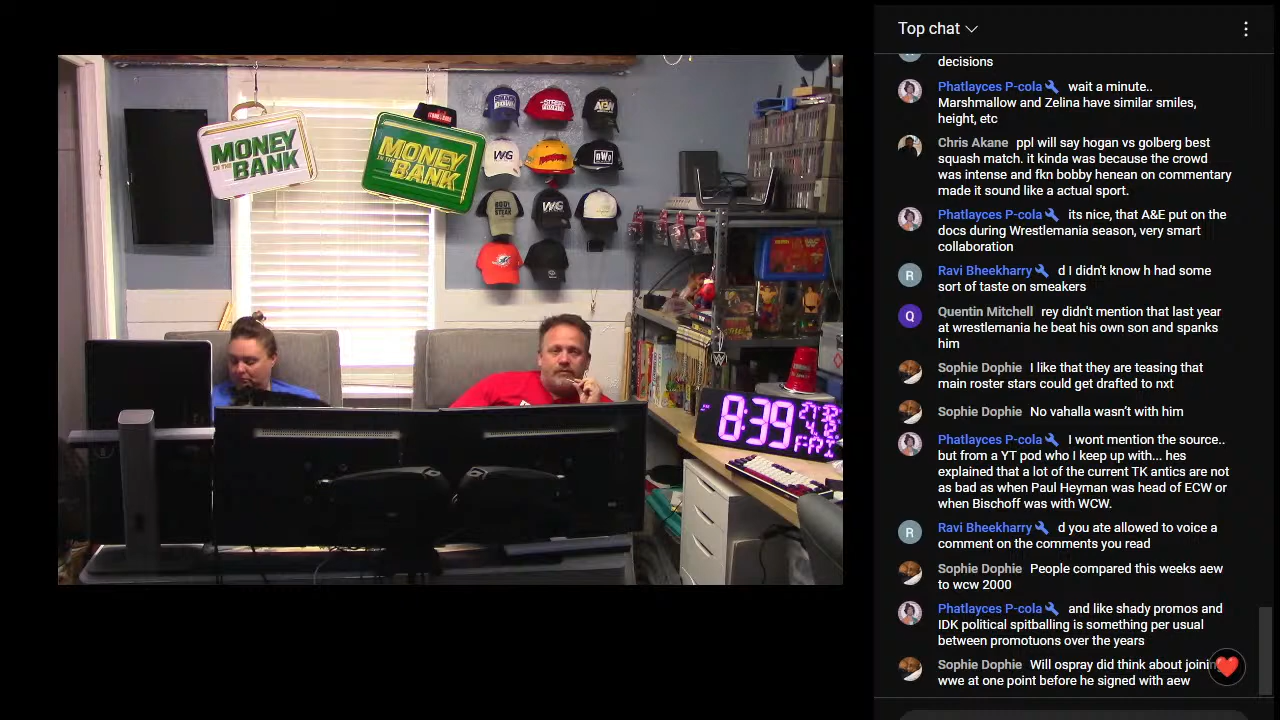 Top chat
decisions
Phatlayces P-cola wait a minute..
Marshmallow and Zelina have similar smiles,
height, etc
Chris Akane ppl will say hogan vs golberg best
squash match. it kinda was because the crowd
was intense and fkn bobby henean on commentary
made it sound like a actual sport.
Phatlayces P-cola its nice, that A&E put on the
docs during Wrestlemania season, very smart
collaboration
R
Ravi Bheekharry d I didn't know h had some
sort of taste on smeakers
Q
Quentin Mitchell rey didn't mention that last year
at wrestlemania he beat his own son and spanks
him
Sophie Dophie I like that they are teasing that
main roster stars could get drafted to nxt
Sophie Dophie No vahalla wasn't with him
Phatlayces P-cola I wont mention the source..
but from a YT pod who I keep up with... hes
explained that a lot of the current TK antics are not
as bad as when Paul Heyman was head of ECW or
when Bischoff was with WCW.
R
Ravi Bheekharry d you ate allowed to voice a
comment on the comments you read
Sophie Dophie People compared this weeks aew
to wcw 2000
Phatlayces P-cola and like shady promos and
IDK political spitballing is something per usual
between promotuons over the years
Sophie Dophie Will ospray did think about joinin
wwe at one point before he signed with aew
MONEY
IN THE BANK
MONEY
IN THE BANK
nWo
8:39
FRI